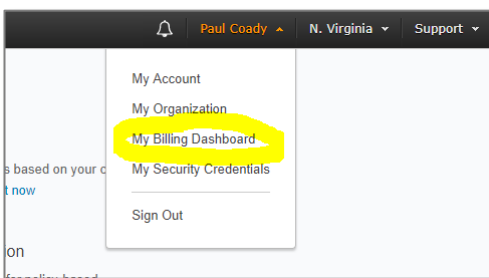 Paul Coady N. Virginia Support
My Account
My Organization
My Billing Dashboard
s based on your c My Security Credentials
t now
Sign Out
ion